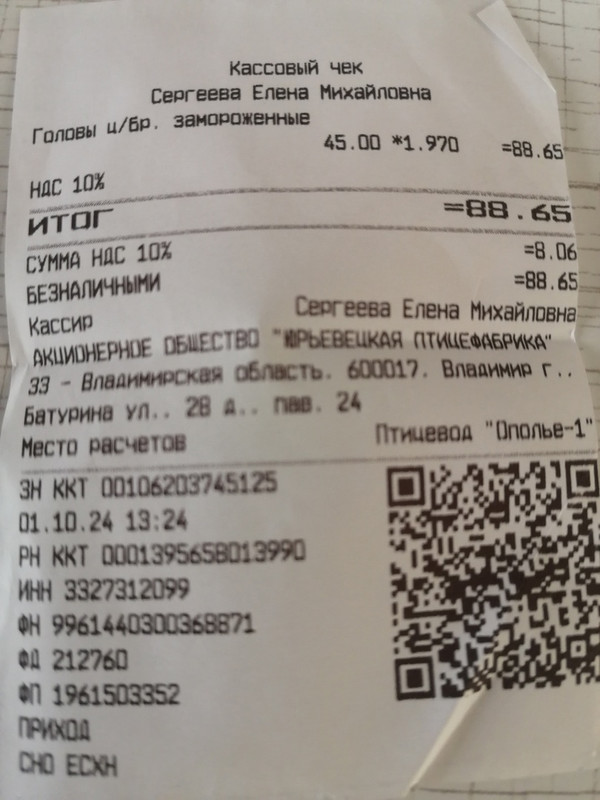 Кассовый чек
Сергеева Елена Михайловна
Головы ц/бр. замороженные
45.00 *1.970 =88.65
НДС 10%
ИТОГ =88.65
СУММА НДС 10% =8.06
БЕЗНАЛИЧНЫМИ =88.65
Кассир Сергеева Елена Михайловна
АКЦИОНЕРНОЕ ОБЩЕСТВО "ЮРЬЕВЕЦКАЯ ПТИЦЕФАБРИКА"
33 - Владимирская область. 600017. Владимир г..
Батурина ул.. 28 д.. пав. 24
Место расчетов Птицевод "Ополье-1"
ЗН ККТ 00106203745125
01.10.24 13:24
РН ККТ 0001395658013990
ИНН 3327312099
ФН 9961440300368871
ФД 212760
ФП 1961503352
ПРИХОД
СНО ЕСХН